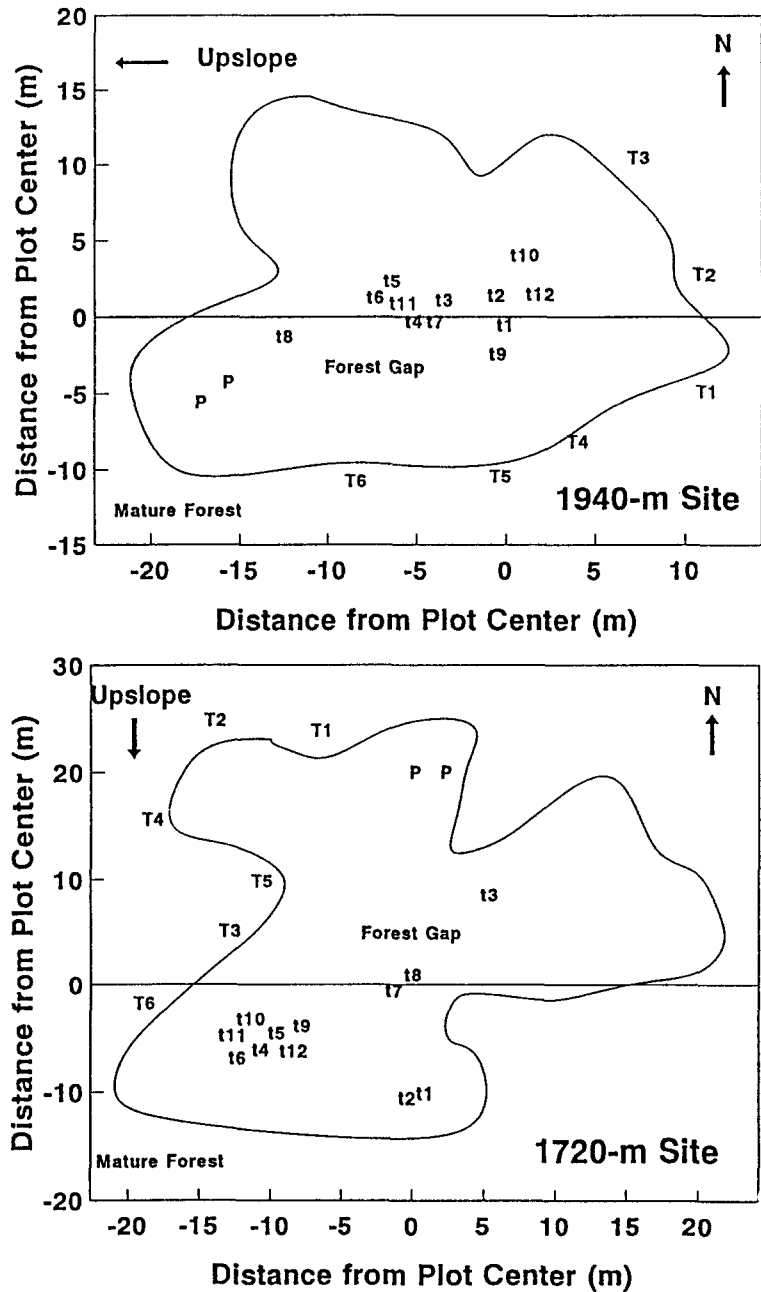 20
Upslope
N
15
T3
10
5
t10
T2
t5
t6
t11
t3
t2
t12
0
t4
t7
t1
t8
t9
Forest Gap
-5
P
P
T1
T4
-10
T6
T5
Mature Forest
1940-m Site
-15
-20 -15 -10 -5 0 5 10
Distance from Plot Center (m)
Distance from Plot Center (m)
30
Upslope
N
T2
T1
20
P P
T4
10
T5
t3
T3
Forest Gap
t8
0
t7
T6
t10
t9
t11
t5
t6
t4
t12
-10
t2
t1
Mature Forest
1720-m Site
-20
-20 -15 -10 -5 0 5 10 15 20
Distance from Plot Center (m)
Distance from Plot Center (m)